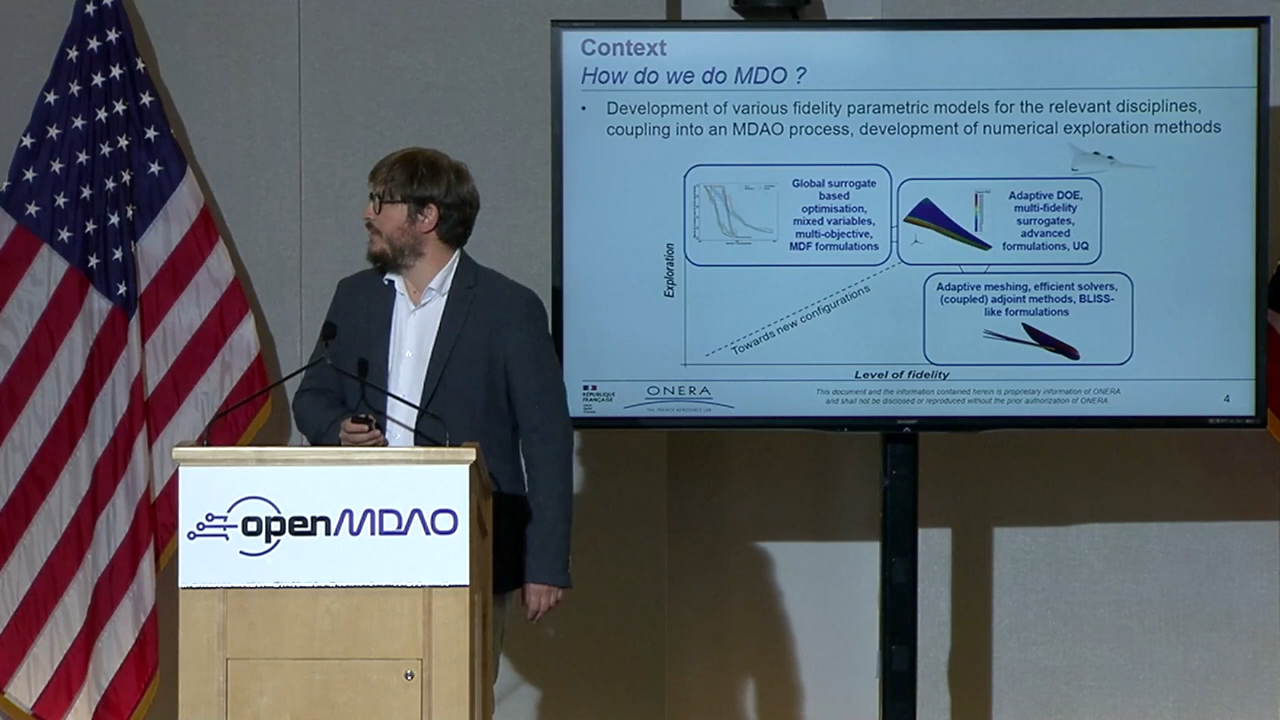 Context
How do we do MDO ?
• Development of various fidelity parametric models for the relevant disciplines,
coupling into an MDAO process, development of numerical exploration methods
Global surrogate
based
optimisation,
mixed variables,
multi-objective,
MDF formulations
Adaptive DOE,
multi-fidelity
surrogates,
advanced
formulations, UQ
Adaptive meshing, efficient solvers,
(coupled) adjoint methods, BLISS-
like formulations
Exploration
Towards new configurations
Level of fidelity
RÉPUBLIQUE
FRANÇAISE
ONERA
THE FRENCH AEROSPACE LAB
This document and the information contained herein is proprietary information of ONERA
and shall not be disclosed or reproduced without the prior authorization of ONERA.
4
openMDAO